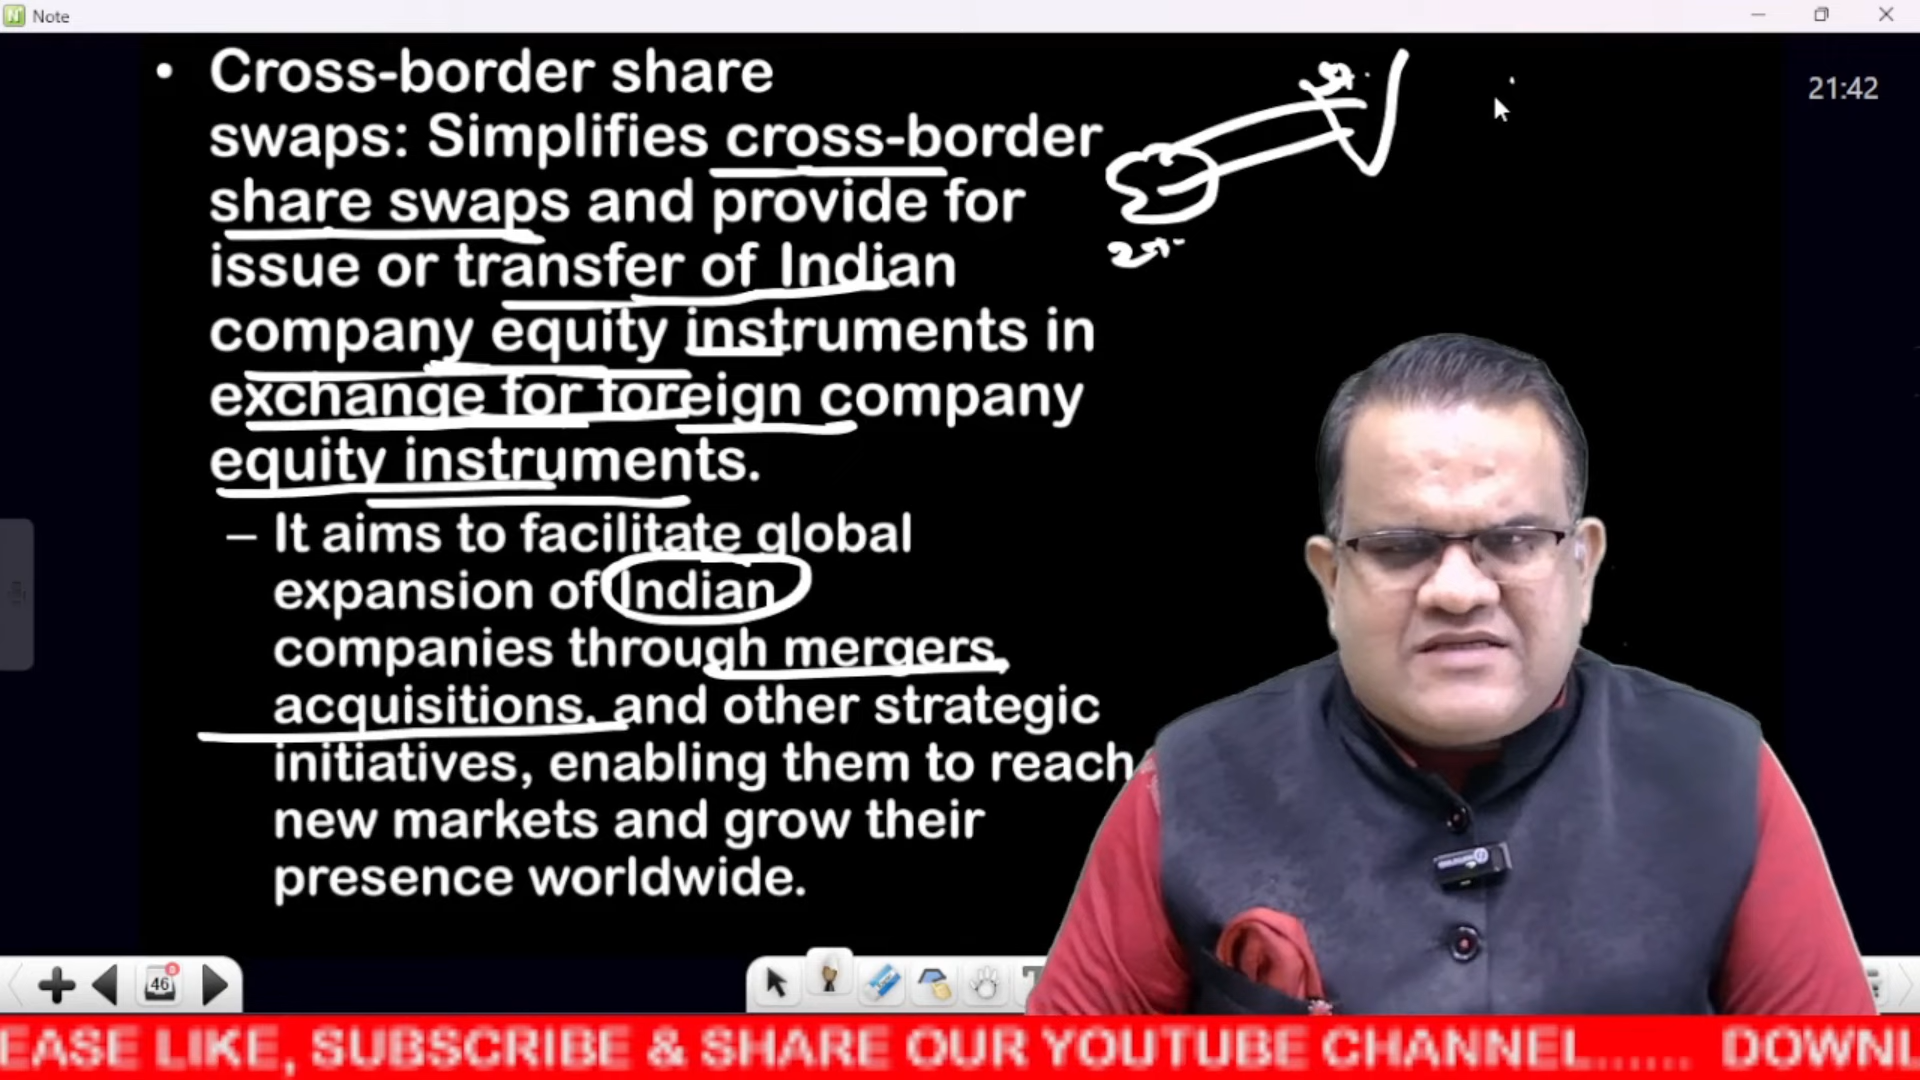 Note
• Cross-border share
swaps: Simplifies cross-border
share swaps and provide for
issue or transfer of Indian
company equity instruments in
exchange for foreign company
equity instruments.
– It aims to facilitate global
expansion of Indian
companies through mergers,
acquisitions, and other strategic
initiatives, enabling them to reach
new markets and grow their
presence worldwide.
21:42
46
8
EASE LIKE, SUBSCRIBE & SHARE OUR YOUTUBE CHANNEL...... DOWNL